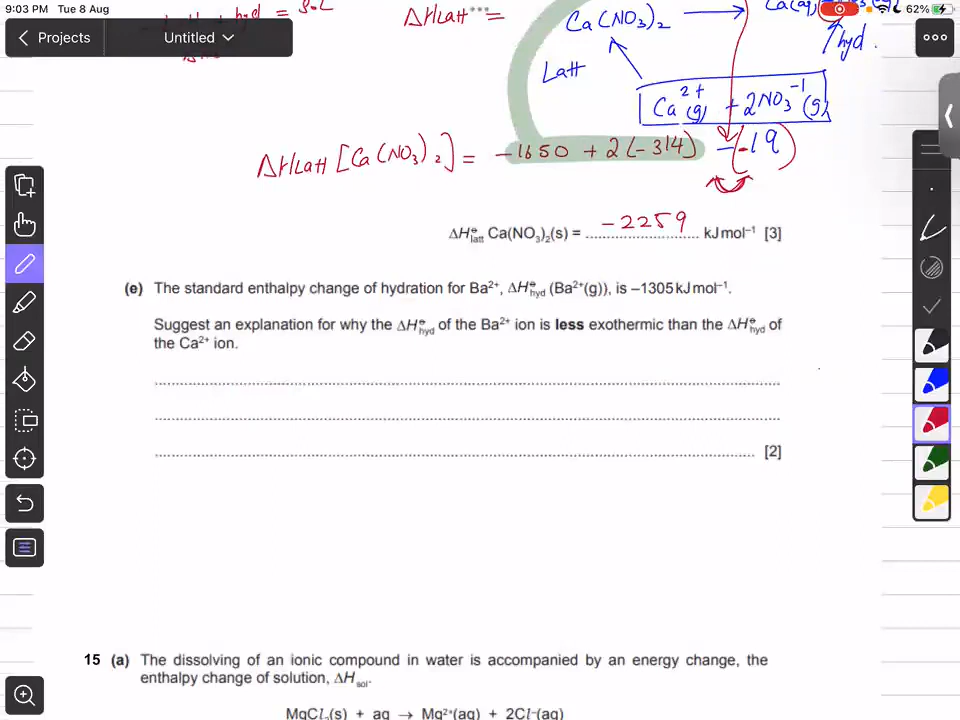 9:03 PM Tue 8 Aug
62%
Projects
Untitled
+ hyd = sol
ΔHLatt =
Ca(NO₃)₂
hyd
Latt
Ca²⁺(g) + 2NO₃⁻¹(g)
ΔHLatt [Ca(NO₃)₂] = -1650 + 2(-314) -(-19)
ΔH⦵latt Ca(NO₃)₂(s) = -2259 kJ mol⁻¹ [3]
(e) The standard enthalpy change of hydration for Ba²⁺, ΔH⦵hyd (Ba²⁺(g)), is –1305 kJ mol⁻¹.
Suggest an explanation for why the ΔH⦵hyd of the Ba²⁺ ion is less exothermic than the ΔH⦵hyd of
the Ca²⁺ ion.
[2]
15 (a) The dissolving of an ionic compound in water is accompanied by an energy change, the
enthalpy change of solution, ΔHsol.
MgCl₂(s) + aq → Mg²⁺(aq) + 2Cl⁻(aq)